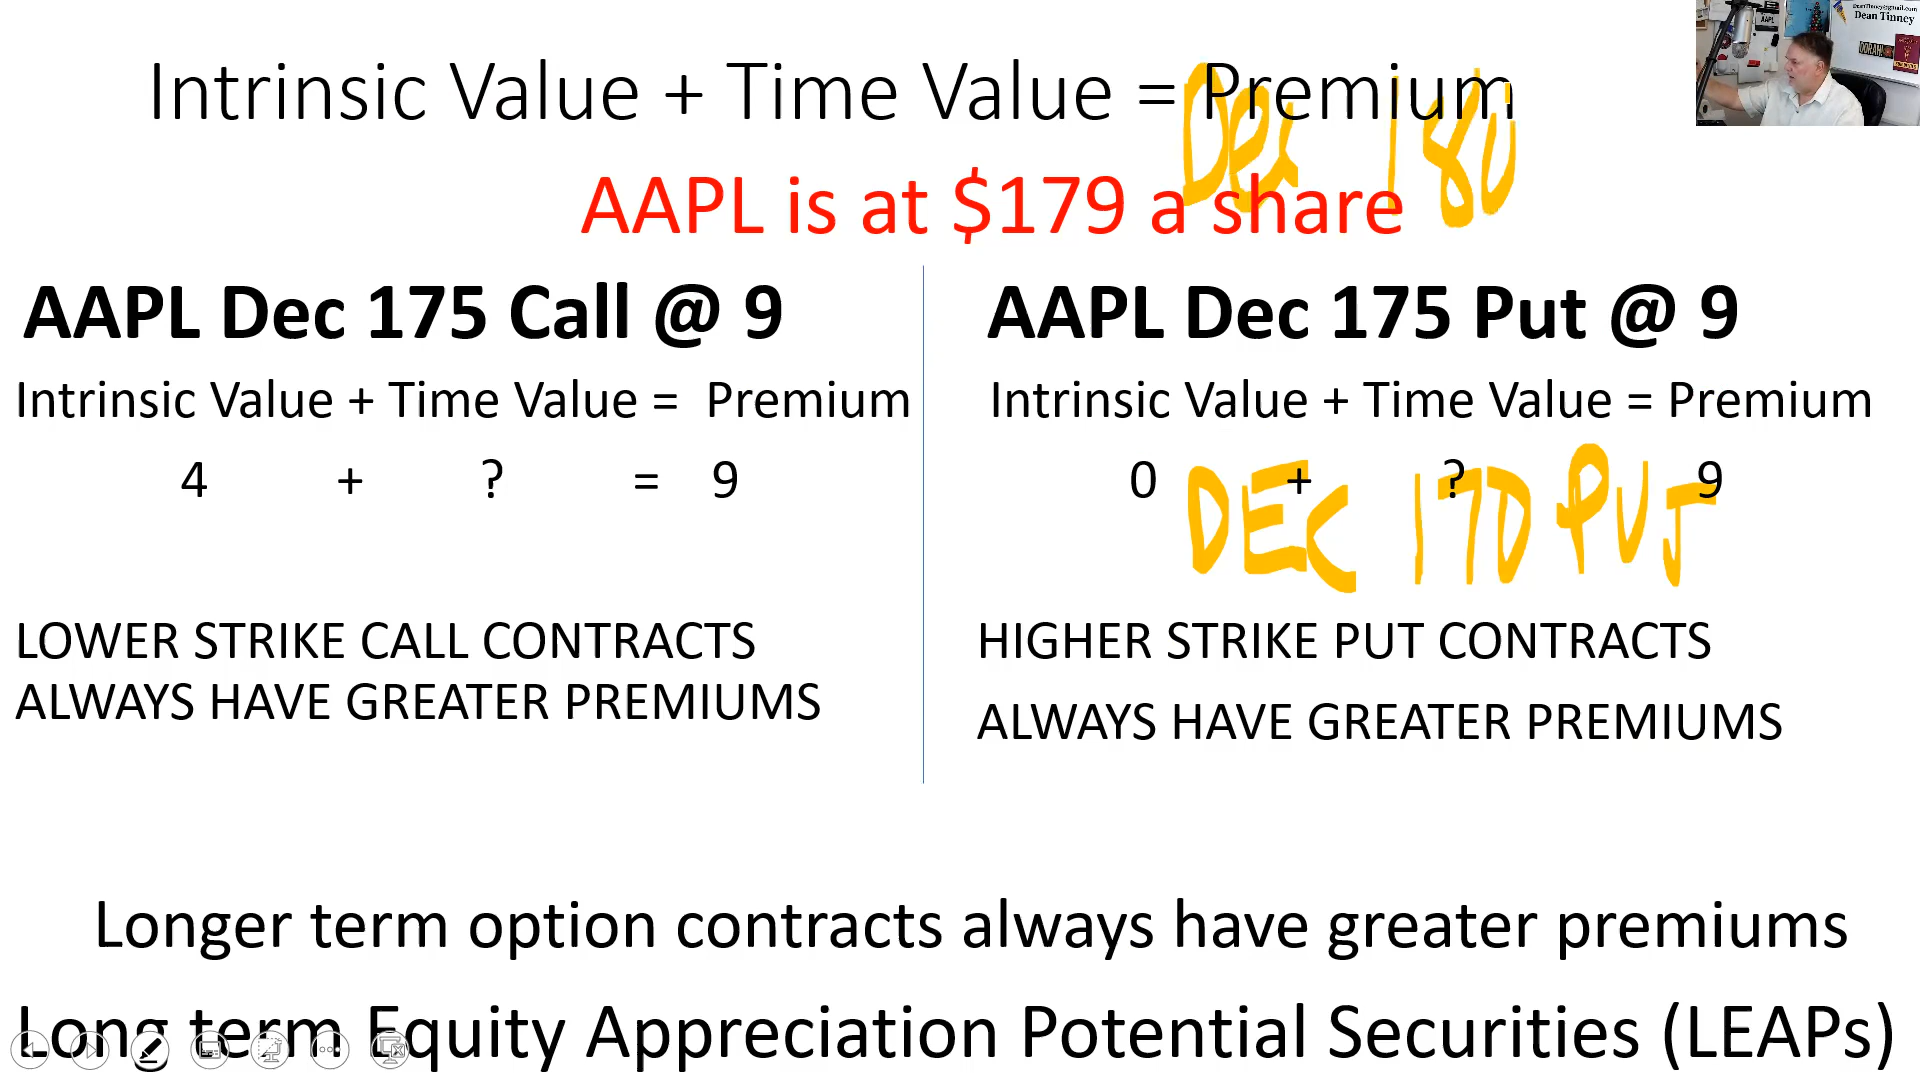 Intrinsic Value + Time Value = Premium
Dec 180
AAPL is at $179 a share
AAPL Dec 175 Call @ 9
Intrinsic Value + Time Value = Premium
4 + ? = 9
LOWER STRIKE CALL CONTRACTS
ALWAYS HAVE GREATER PREMIUMS
AAPL Dec 175 Put @ 9
Intrinsic Value + Time Value = Premium
0 + ? 9
DEC 170 PUT
HIGHER STRIKE PUT CONTRACTS
ALWAYS HAVE GREATER PREMIUMS
Longer term option contracts always have greater premiums
Long term Equity Appreciation Potential Securities (LEAPs)
Dean Tinney
AAPL